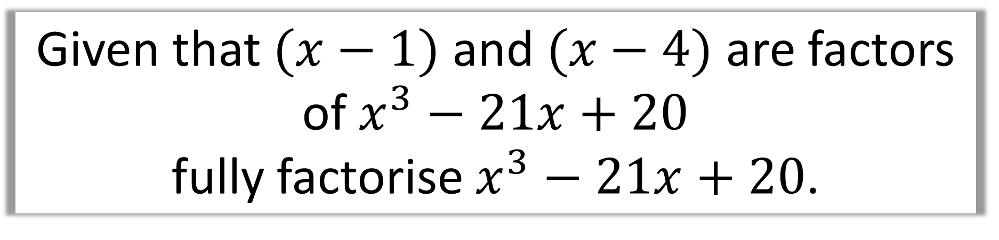 Given that (x − 1) and (x − 4) are factors
of x³ − 21x + 20
fully factorise x³ − 21x + 20.